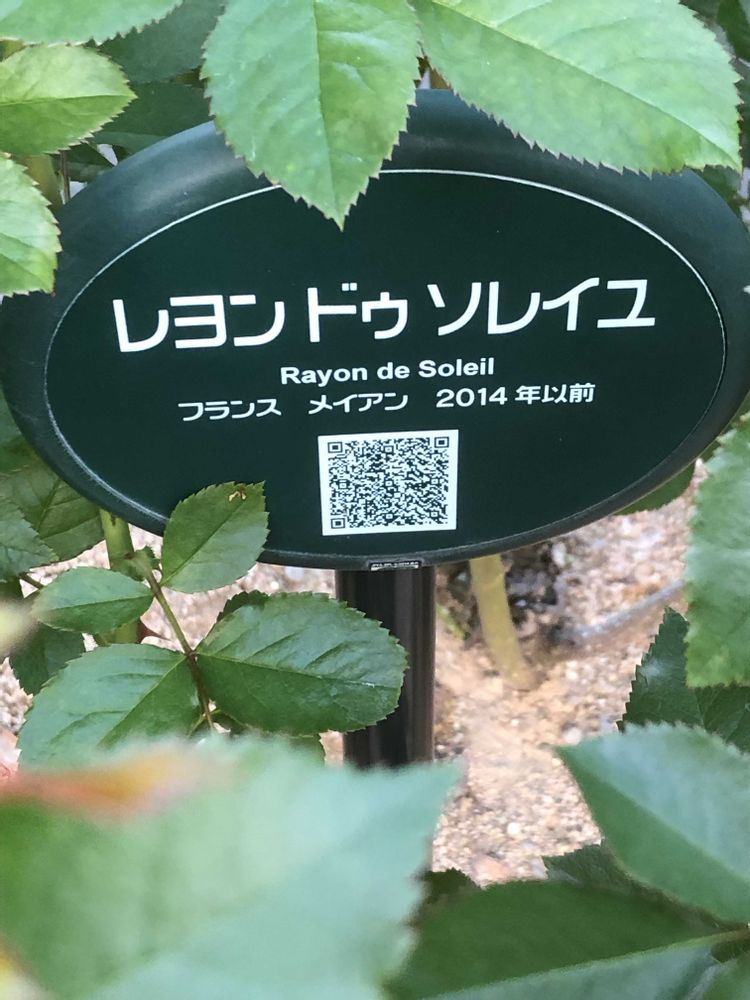 レヨン ドゥ ソレイユ
Rayon de Soleil
フランス　メイアン　2014 年以前